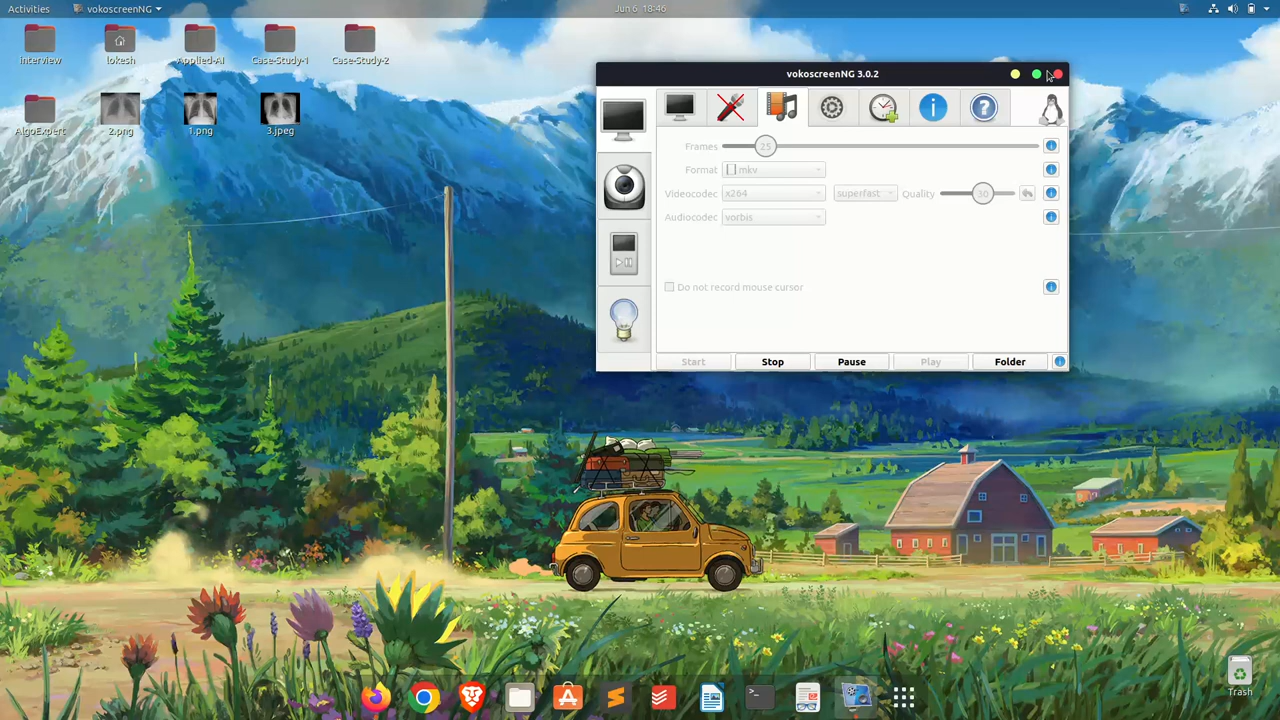 Activities
vokoscreenNG
Jun 6 18:46
interview
lokesh
Applied-AI
Case-Study-1
Case-Study-2
AlgoExpert
2.png
1.png
3.jpeg
vokoscreenNG 3.0.2
Frames
25
Format
mkv
Videocodec
x264
superfast
Quality
30
Audiocodec
vorbis
Do not record mouse cursor
Start
Stop
Pause
Play
Folder
Trash